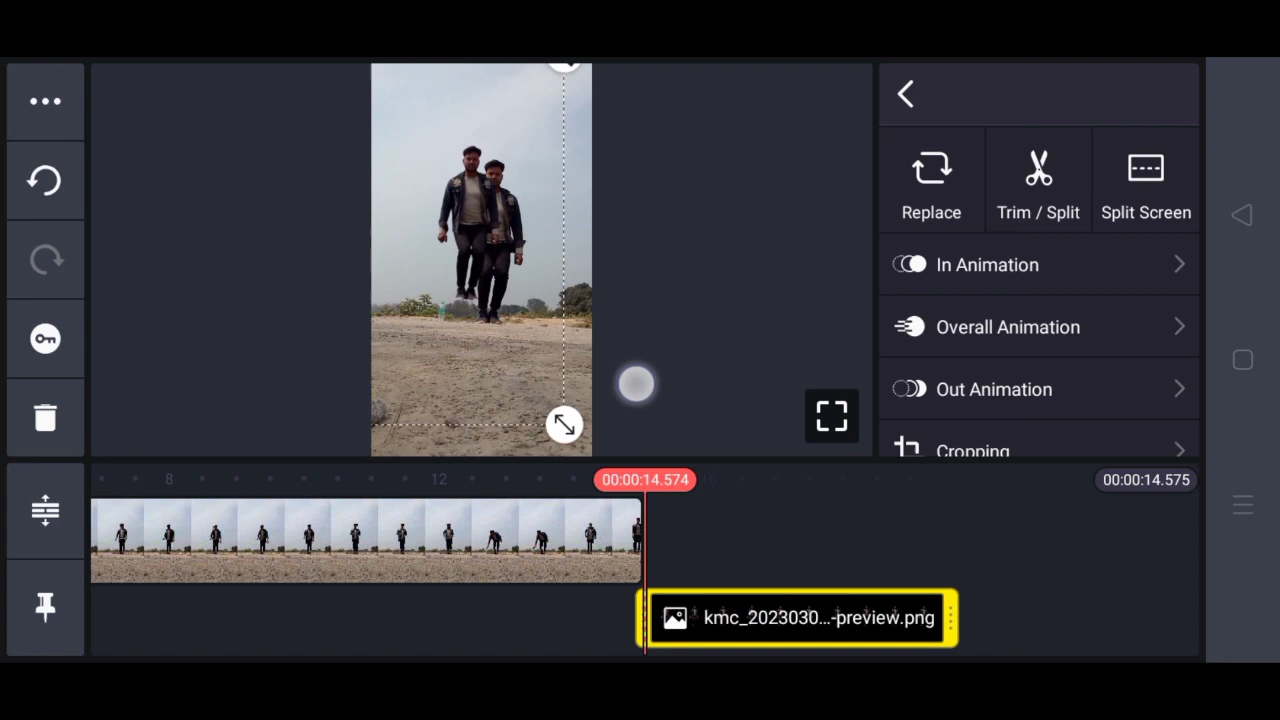 Replace
Trim / Split
Split Screen
In Animation
Overall Animation
Out Animation
Cropping
8
12
00:00:14.574
16
00:00:14.575
kmc_2023030...-preview.png